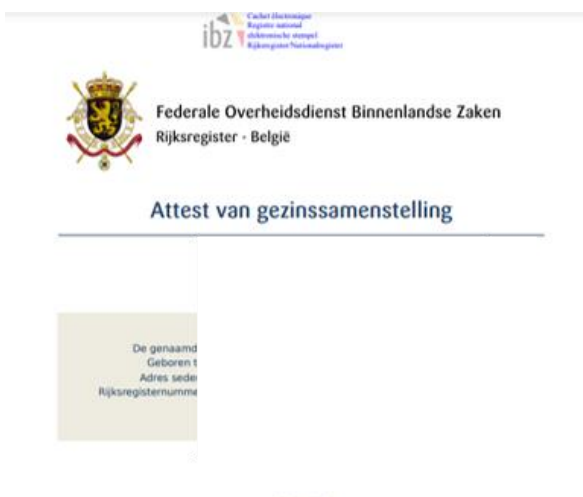 Cachet électronique
Registre national
elektronische stempel
Rijksregister/Nationalregister
ibz
Federale Overheidsdienst Binnenlandse Zaken
Rijksregister - België
Attest van gezinssamenstelling
De genaamd
Geboren t
Adres sede
Rijksregisternumme